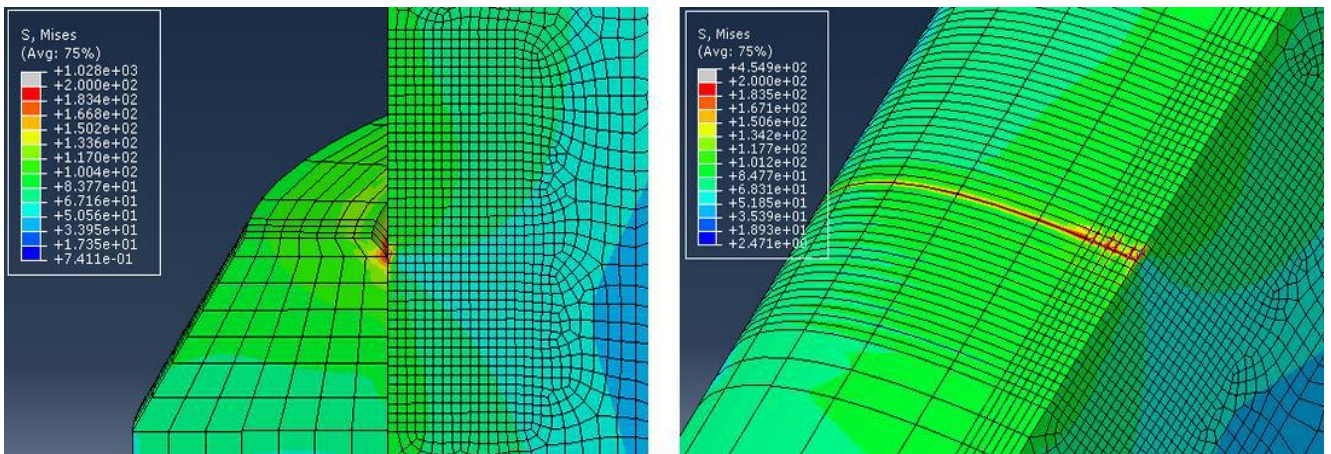 S, Mises
(Avg: 75%)
+1.028e+03
+2.000e+02
+1.834e+02
+1.668e+02
+1.502e+02
+1.336e+02
+1.170e+02
+1.004e+02
+8.377e+01
+6.716e+01
+5.056e+01
+3.395e+01
+1.735e+01
+7.411e-01
S, Mises
(Avg: 75%)
+4.549e+02
+2.000e+02
+1.835e+02
+1.671e+02
+1.506e+02
+1.342e+02
+1.177e+02
+1.012e+02
+8.477e+01
+6.831e+01
+5.185e+01
+3.539e+01
+1.893e+01
+2.471e+00